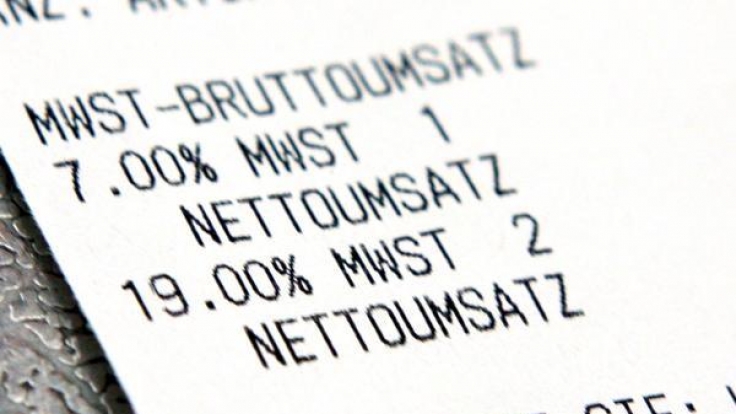 MWST-BRUTTOUMSATZ
7.00% MWST 1
NETTOUMSATZ
19.00% MWST 2
NETTOUMSATZ